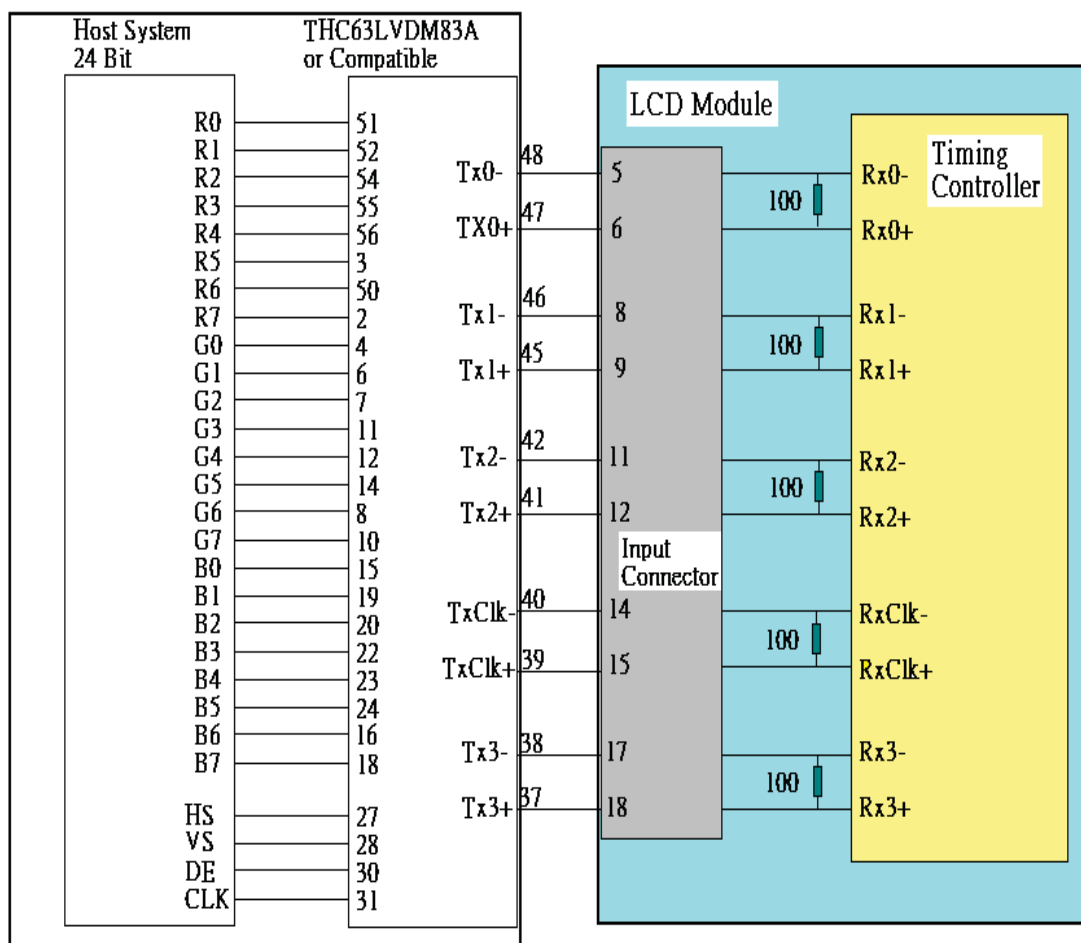 Host System
24 Bit
THC63LVDM83A
or Compatible
R0 51
R1 52
R2 54
R3 55
R4 56
R5 3
R6 50
R7 2
G0 4
G1 6
G2 7
G3 11
G4 12
G5 14
G6 8
G7 10
B0 15
B1 19
B2 20
B3 22
B4 23
B5 24
B6 16
B7 18
HS 27
VS 28
DE 30
CLK 31
Tx0- 48
TX0+ 47
Tx1- 46
Tx1+ 45
Tx2- 42
Tx2+ 41
TxClk- 40
TxClk+ 39
Tx3- 38
Tx3+ 37
LCD Module
5
6
8
9
11
12
Input
Connector
14
15
17
18
100
100
100
100
100
Timing
Controller
Rx0-
Rx0+
Rx1-
Rx1+
Rx2-
Rx2+
RxClk-
RxClk+
Rx3-
Rx3+